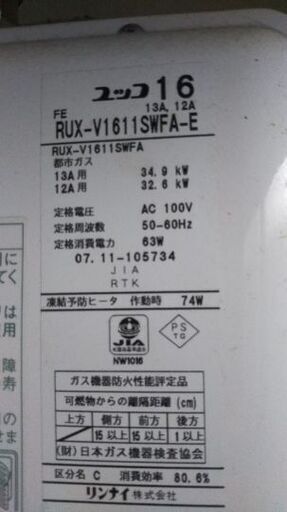 ユッコ16
FE 13A, 12A
RUX-V1611SWFA-E
RUX-V1611SWFA
都市ガス
13A用 34.9 kW
12A用 32.6 kW
定格電圧 AC 100V
定格周波数 50-60Hz
定格消費電力 63W
07.11-105734
JIA
RTK
凍結予防ヒータ 作動時 74W
JIA
NW1016
PS
TG
ガス機器防火性能評定品
可燃物からの離隔距離(cm)
上方 側方 前方 後方
15以上 15以上 1以上
(財)日本ガス機器検査協会
区分名 C 消費効率 80.6%
リンナイ株式会社